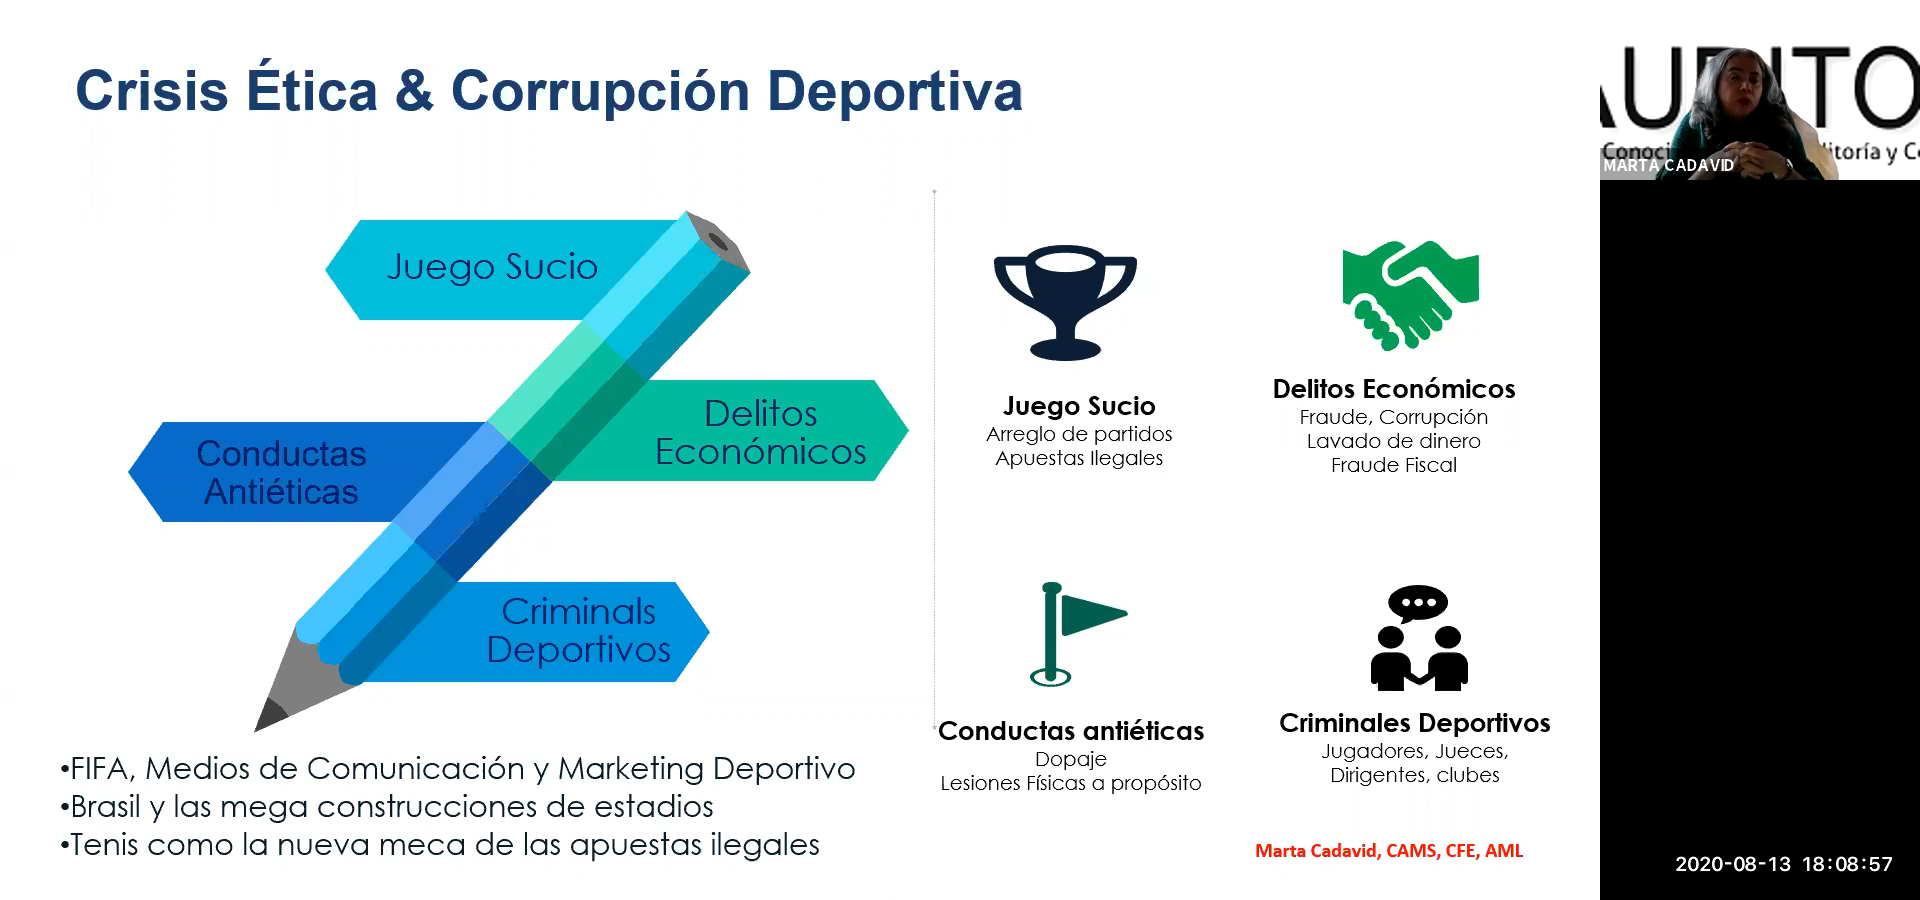 Crisis Ética & Corrupción Deportiva
Juego Sucio
Delitos
Económicos
Conductas
Antiéticas
Criminals
Deportivos
•FIFA, Medios de Comunicación y Marketing Deportivo
•Brasil y las mega construcciones de estadios
•Tenis como la nueva meca de las apuestas ilegales
Juego Sucio
Arreglo de partidos
Apuestas Ilegales
Delitos Económicos
Fraude, Corrupción
Lavado de dinero
Fraude Fiscal
Conductas antiéticas
Dopaje
Lesiones Físicas a propósito
Criminales Deportivos
Jugadores, Jueces,
Dirigentes, clubes
Marta Cadavid, CAMS, CFE, AML
MARTA CADAVID
2020-08-13 18:08:57